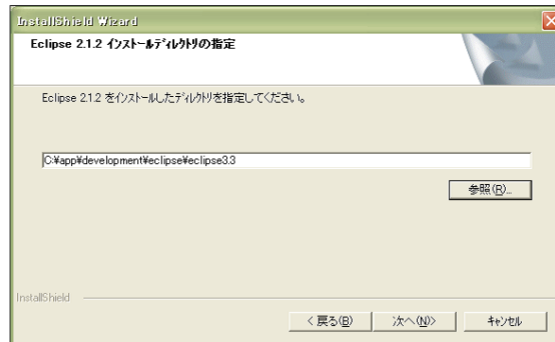 InstallShield Wizard
Eclipse 2.1.2 インストールディレクトリの指定
Eclipse 2.1.2 をインストールしたディレクトリを指定してください。
C:¥app¥development¥eclipse¥eclipse3.3
参照(R)...
InstallShield
< 戻る(B)
次へ(N)>
キャンセル